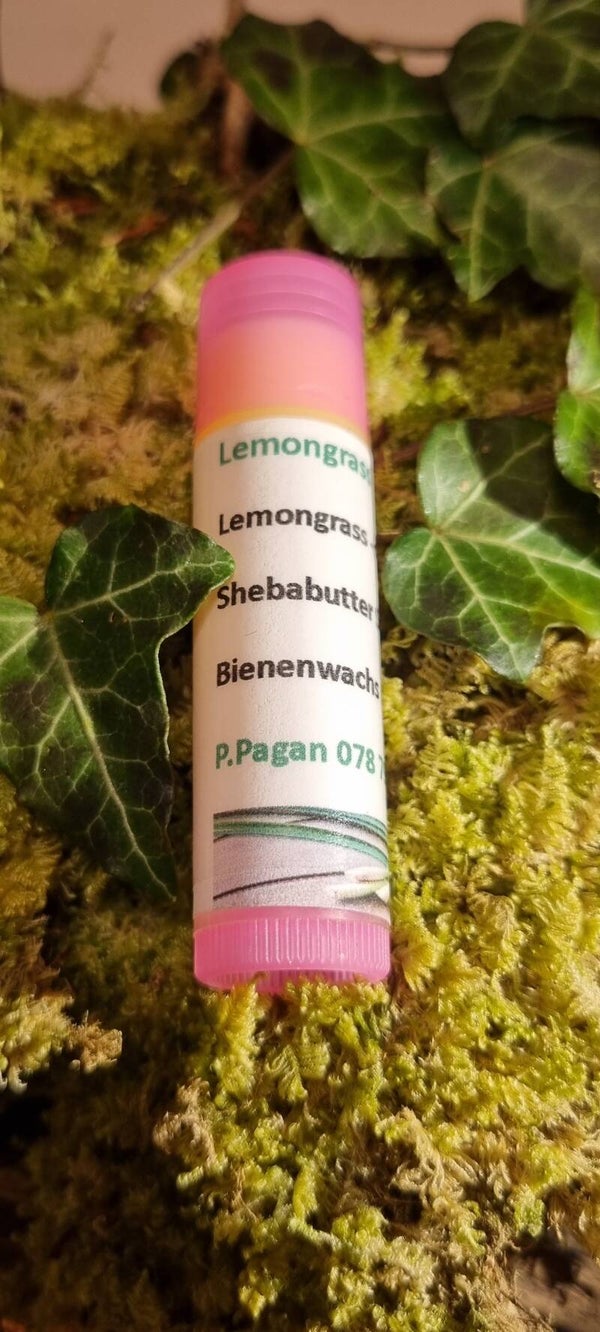 Lemongrass
Lemongrass
Shebabutter
Bienenwachs
P.Pagan 078